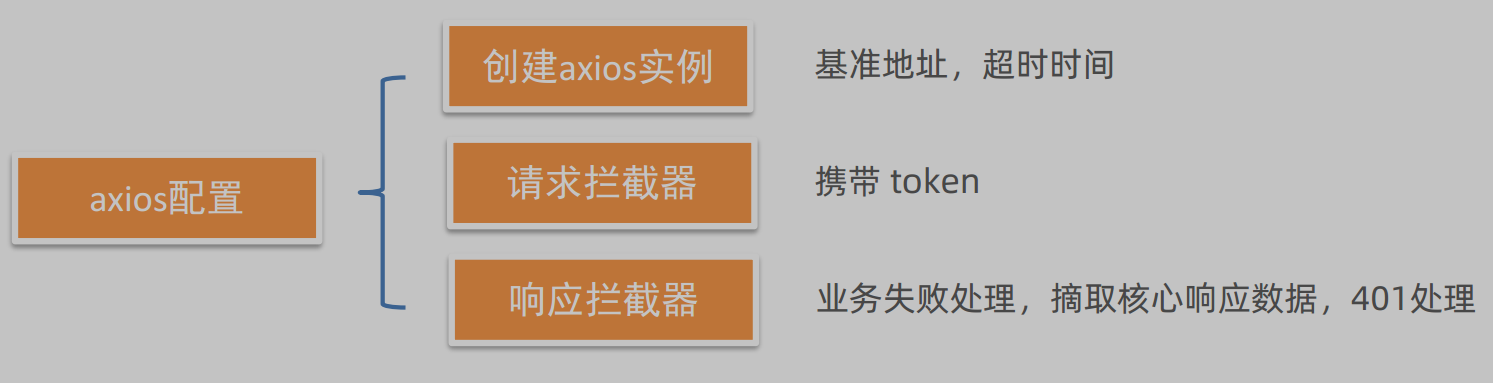 创建axios实例
基准地址，超时时间
axios配置
请求拦截器
携带 token
响应拦截器
业务失败处理，摘取核心响应数据，401处理